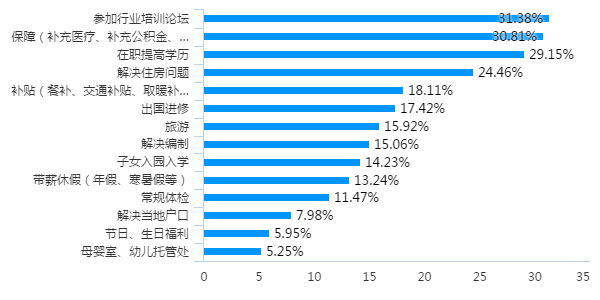 参加行业培训论坛 31.38%
保障（补充医疗、补充公积金、... 30.81%
在职提高学历 29.15%
解决住房问题 24.46%
补贴（餐补、交通补贴、取暖补... 18.11%
出国进修 17.42%
旅游 15.92%
解决编制 15.06%
子女入园入学 14.23%
带薪休假（年假、寒暑假等） 13.24%
常规体检 11.47%
解决当地户口 7.98%
节日、生日福利 5.95%
母婴室、幼儿托管处 5.25%
0 5 10 15 20 25 30 35